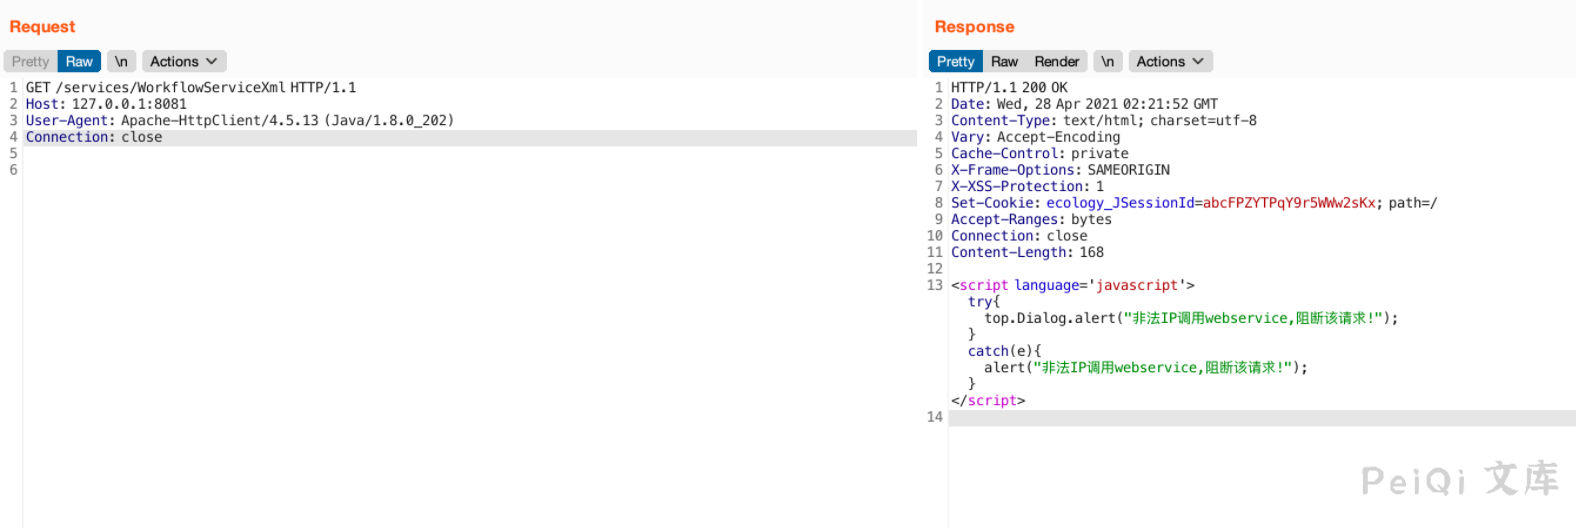 Request
Pretty Raw \n Actions
1 GET /services/WorkflowServiceXml HTTP/1.1
2 Host: 127.0.0.1:8081
3 User-Agent: Apache-HttpClient/4.5.13 (Java/1.8.0_202)
4 Connection: close
5
6
Response
Pretty Raw Render \n Actions
1 HTTP/1.1 200 OK
2 Date: Wed, 28 Apr 2021 02:21:52 GMT
3 Content-Type: text/html; charset=utf-8
4 Vary: Accept-Encoding
5 Cache-Control: private
6 X-Frame-Options: SAMEORIGIN
7 X-XSS-Protection: 1
8 Set-Cookie: ecology_JSessionId=abcFPZYTPqY9r5WWw2sKx; path=/
9 Accept-Ranges: bytes
10 Connection: close
11 Content-Length: 168
12
13 <script language='javascript'>
try{
top.Dialog.alert("非法IP调用webservice,阻断该请求!");
}
catch(e){
alert("非法IP调用webservice,阻断该请求!");
}
</script>
14
PeiQi 文库